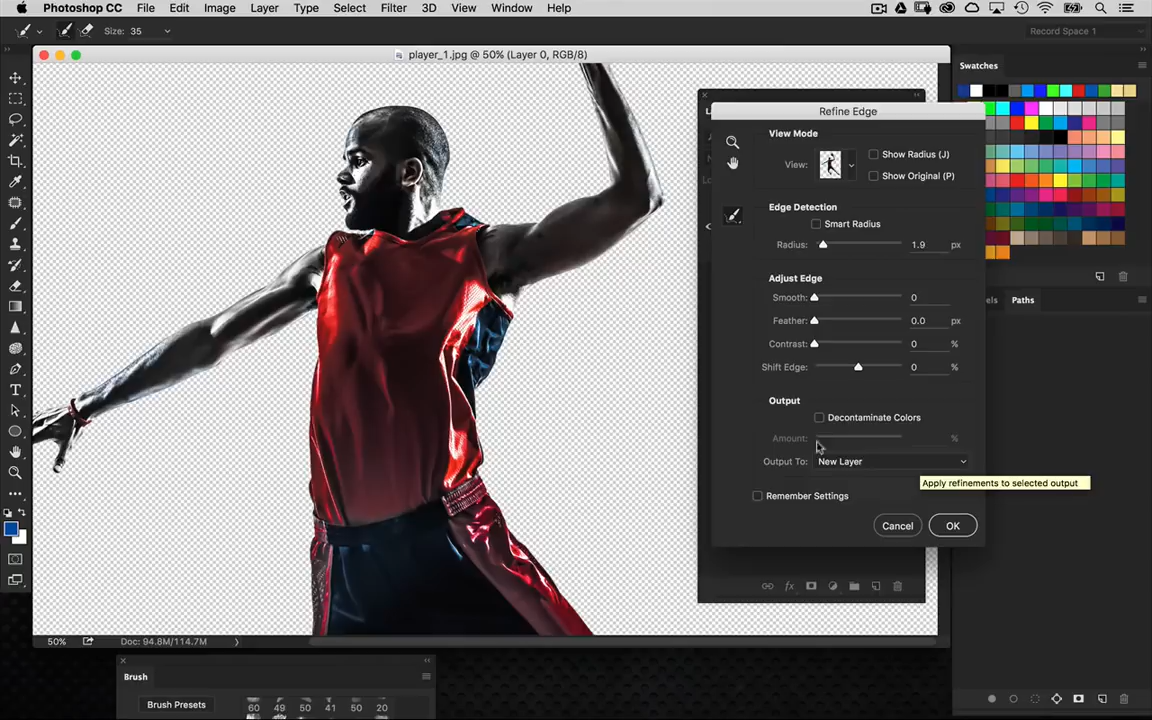 Photoshop CC File Edit Image Layer Type Select Filter 3D View Window Help
Size: 35
Record Space 1
player_1.jpg @ 50% (Layer 0, RGB/8)
Swatches
Refine Edge
View Mode
View:
Show Radius (J)
Show Original (P)
Edge Detection
Smart Radius
Radius: 1.9 px
Adjust Edge
Smooth: 0
Feather: 0.0 px
Contrast: 0 %
Shift Edge: 0 %
Output
Decontaminate Colors
Amount: %
Output To: New Layer
Apply refinements to selected output
Remember Settings
Cancel OK
Paths
50% Doc: 94.8M/114.7M
Brush
Brush Presets
60 49 50 41 50 20